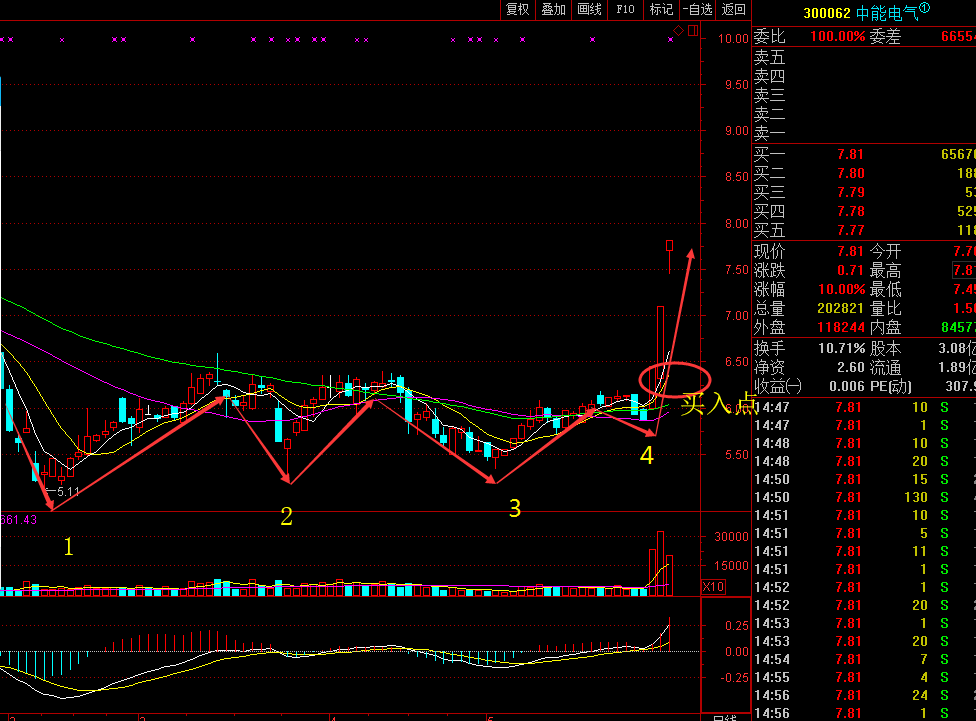 复权 叠加 画线 F10 标记 -自选 返回
300062 中能电气①
委比 100.00% 委差 6655
卖五
卖四
卖三
卖二
卖一
买一 7.81 6567
买二 7.80 188
买三 7.79 53
买四 7.78 525
买五 7.77 118
现价 7.81 今开 7.7
涨跌 0.71 最高 7.8
涨幅 10.00% 最低 7.4
总量 202821 量比 1.5
外盘 118244 内盘 84577
换手 10.71% 股本 3.08亿
净资 2.60 流通 1.89亿
收益㈠ 0.006 PE(动) 307.9
14:47 7.81 10 S
14:47 7.81 1 S
14:48 7.81 10 S
14:48 7.81 20 S
14:50 7.81 15 S
14:50 7.81 130 S
14:51 7.81 10 S
14:51 7.81 5 S
14:51 7.81 11 S
14:51 7.81 1 S
14:52 7.81 1 S
14:52 7.81 20 S
14:53 7.81 1 S
14:53 7.81 20 S
14:54 7.81 7 S
14:55 7.81 4 S
14:56 7.81 24 S
14:56 7.81 1 S
10.00
9.50
9.00
8.50
8.00
7.50
7.00
6.50
6.00
5.50
买入点
5.11
1
2
3
4
661.43
30000
15000
X10
0.25
0.00
-0.25
日线